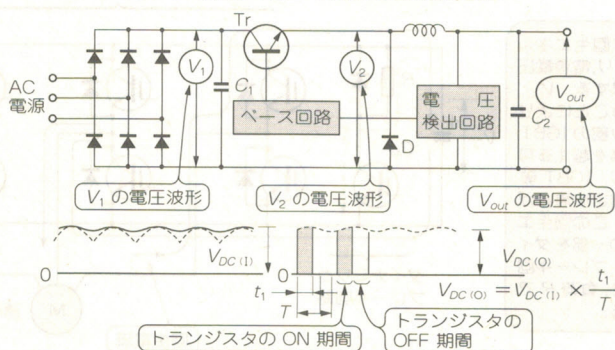 Tr
AC
電源
V1
C1
V2
ベース回路
D
電圧
検出回路
C2
Vout
V1 の電圧波形
V2 の電圧波形
Vout の電圧波形
0
VDC(I)
0
t1
T
VDC(O)
VDC(O) = VDC(I) × t1/T
トランジスタの ON 期間
トランジスタの
OFF 期間